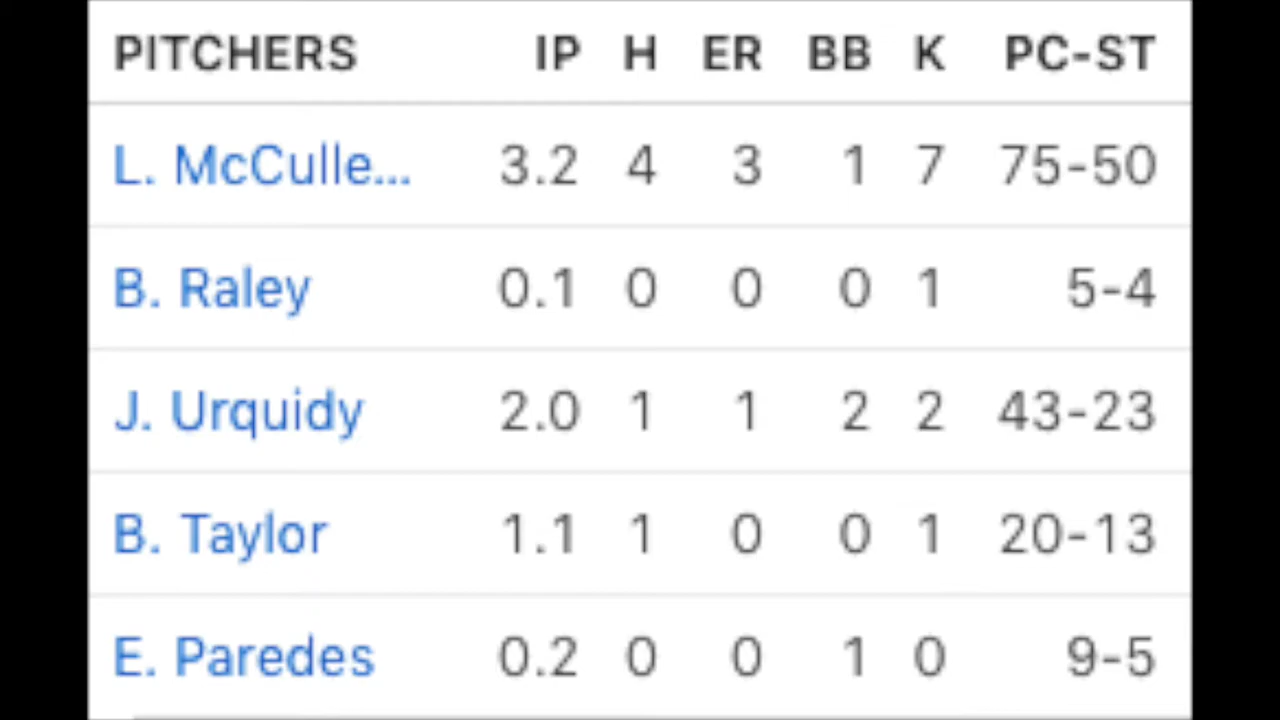 PITCHERS IP H ER BB K PC-ST
L. McCulle... 3.2 4 3 1 7 75-50
B. Raley 0.1 0 0 0 1 5-4
J. Urquidy 2.0 1 1 2 2 43-23
B. Taylor 1.1 1 0 0 1 20-13
E. Paredes 0.2 0 0 1 0 9-5